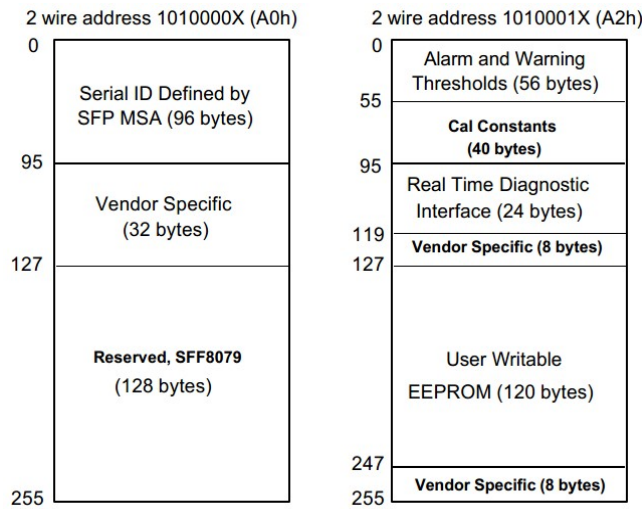 2 wire address 1010000X (A0h)
0
Serial ID Defined by
SFP MSA (96 bytes)
95
Vendor Specific
(32 bytes)
127
Reserved, SFF8079
(128 bytes)
255
2 wire address 1010001X (A2h)
0
Alarm and Warning
Thresholds (56 bytes)
55
Cal Constants
(40 bytes)
95
Real Time Diagnostic
Interface (24 bytes)
119
Vendor Specific (8 bytes)
127
User Writable
EEPROM (120 bytes)
247
Vendor Specific (8 bytes)
255